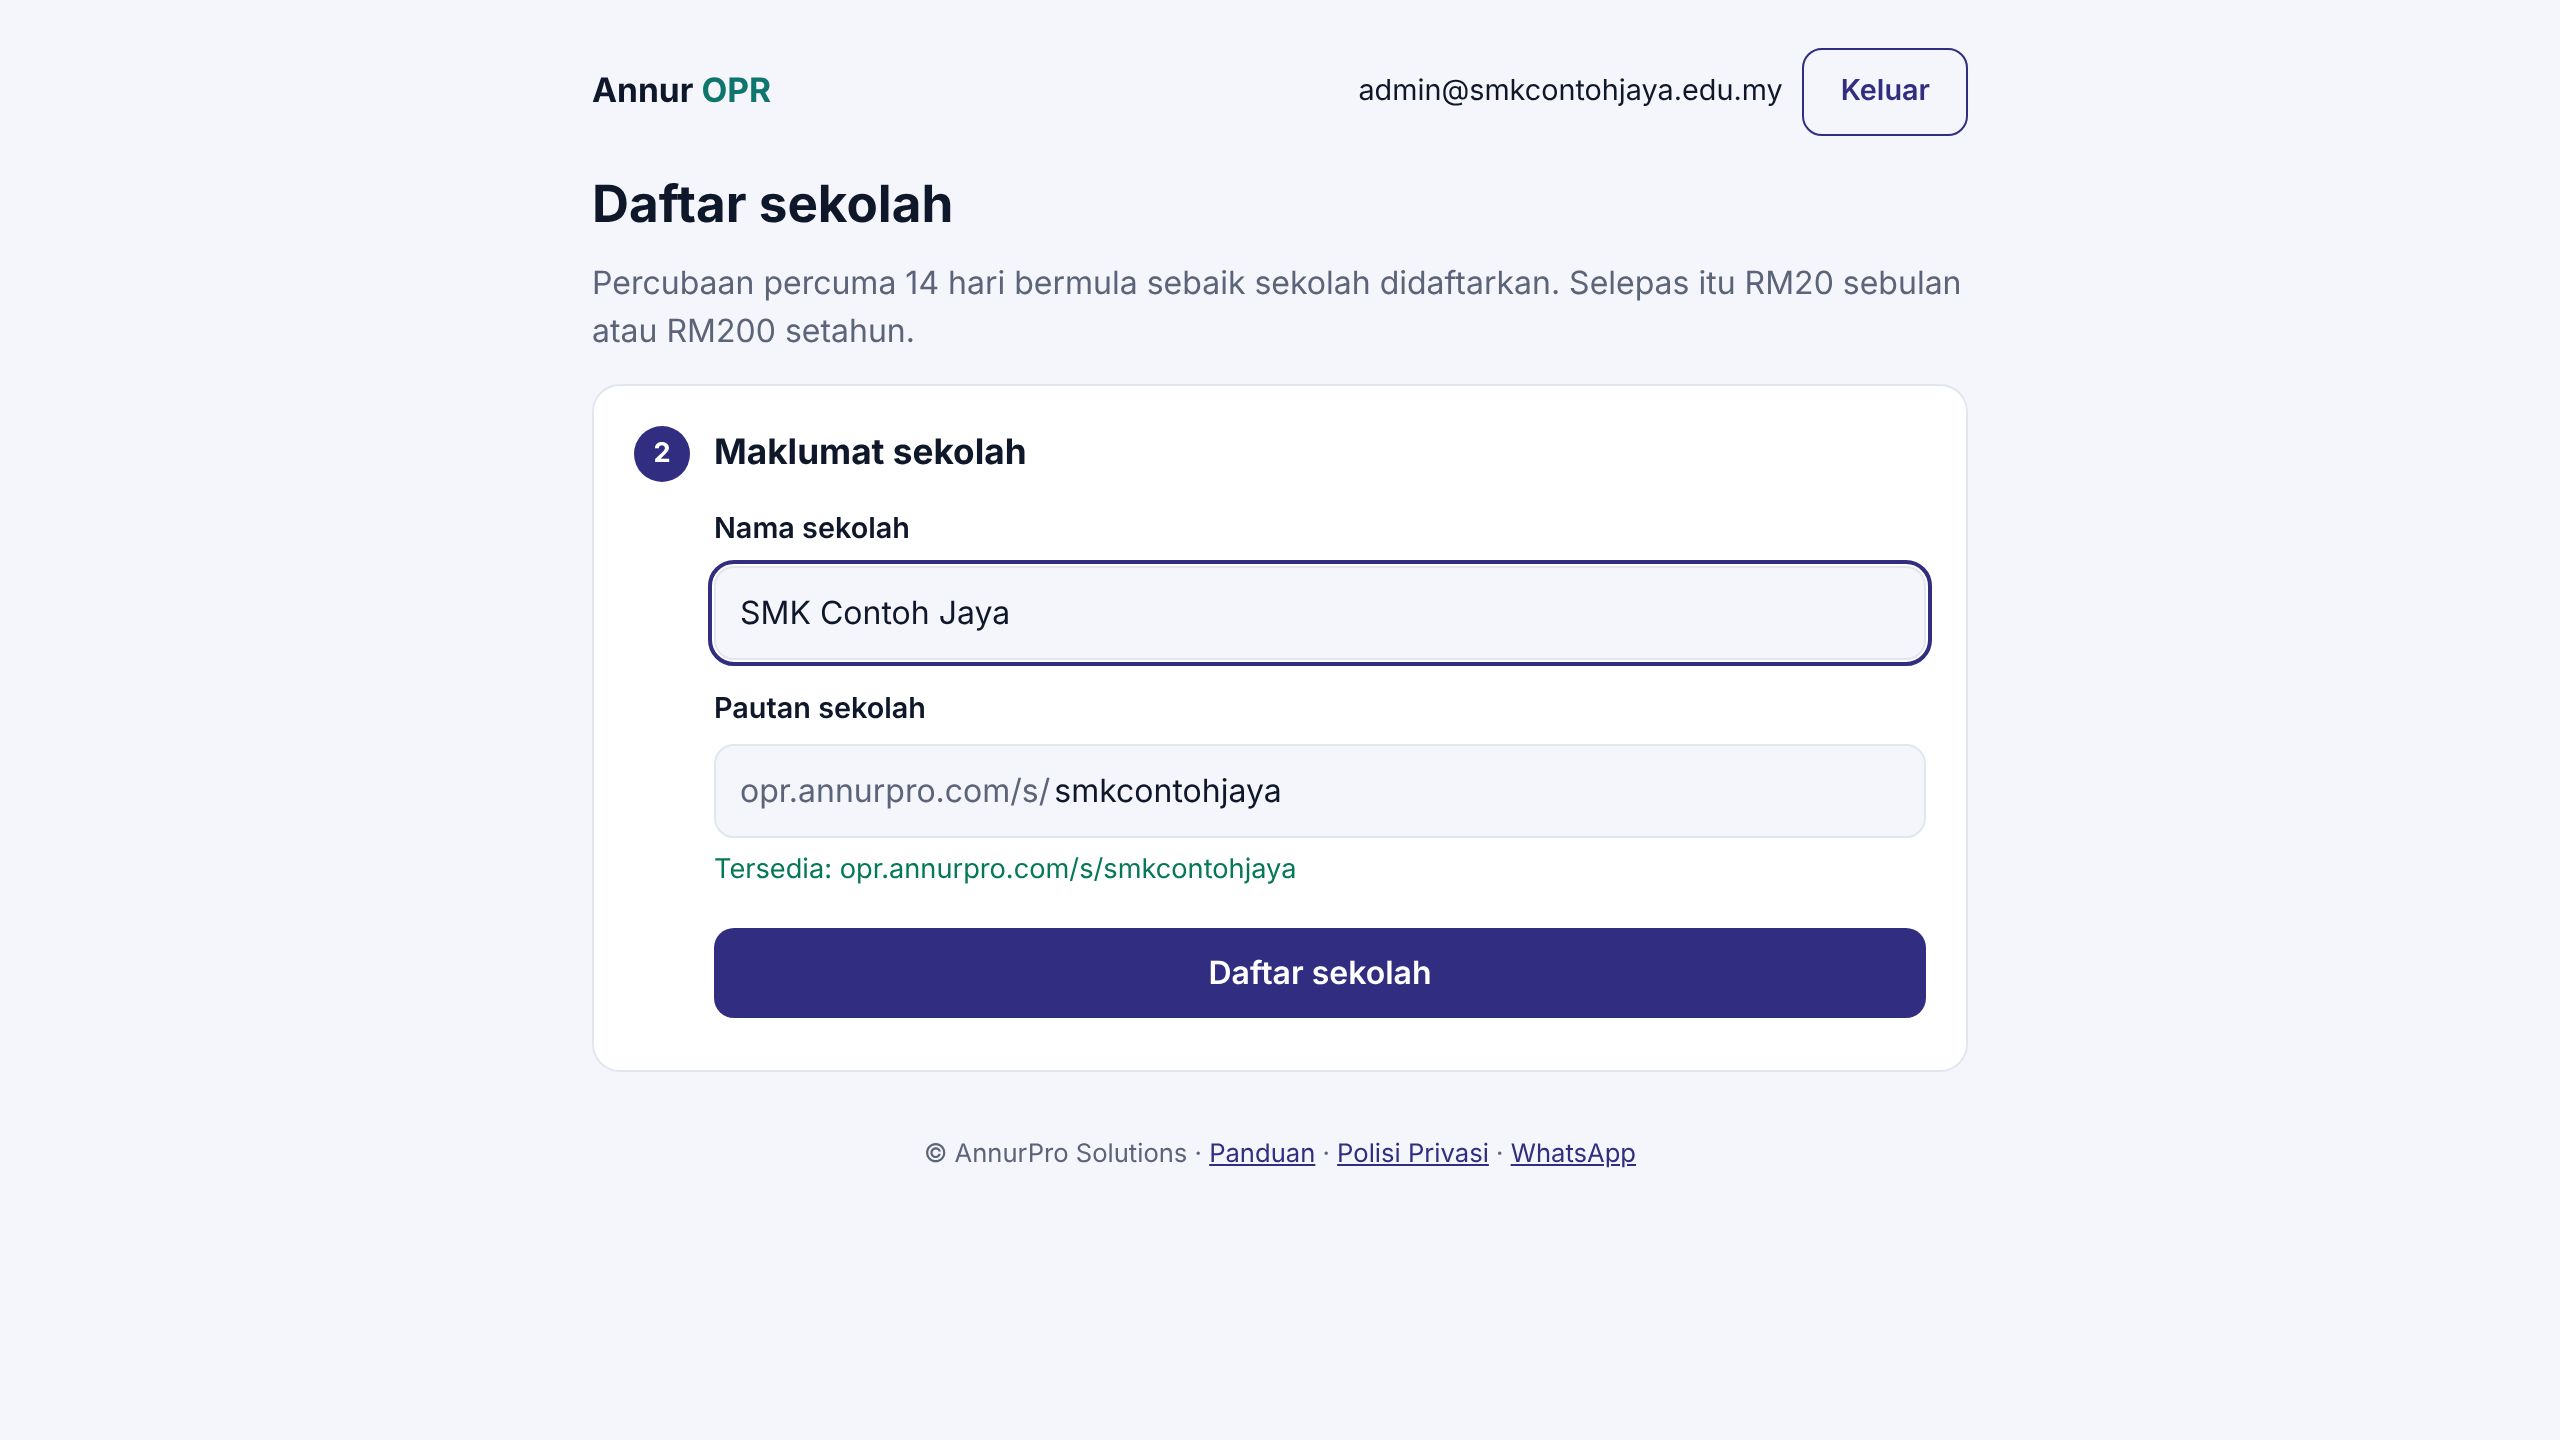 Annur OPR
admin@smkcontohjaya.edu.my
Keluar
Daftar sekolah
Percubaan percuma 14 hari bermula sebaik sekolah didaftarkan. Selepas itu RM20 sebulan
atau RM200 setahun.
2
Maklumat sekolah
Nama sekolah
SMK Contoh Jaya
Pautan sekolah
opr.annurpro.com/s/ smkcontohjaya
Tersedia: opr.annurpro.com/s/smkcontohjaya
Daftar sekolah
© AnnurPro Solutions · Panduan · Polisi Privasi · WhatsApp